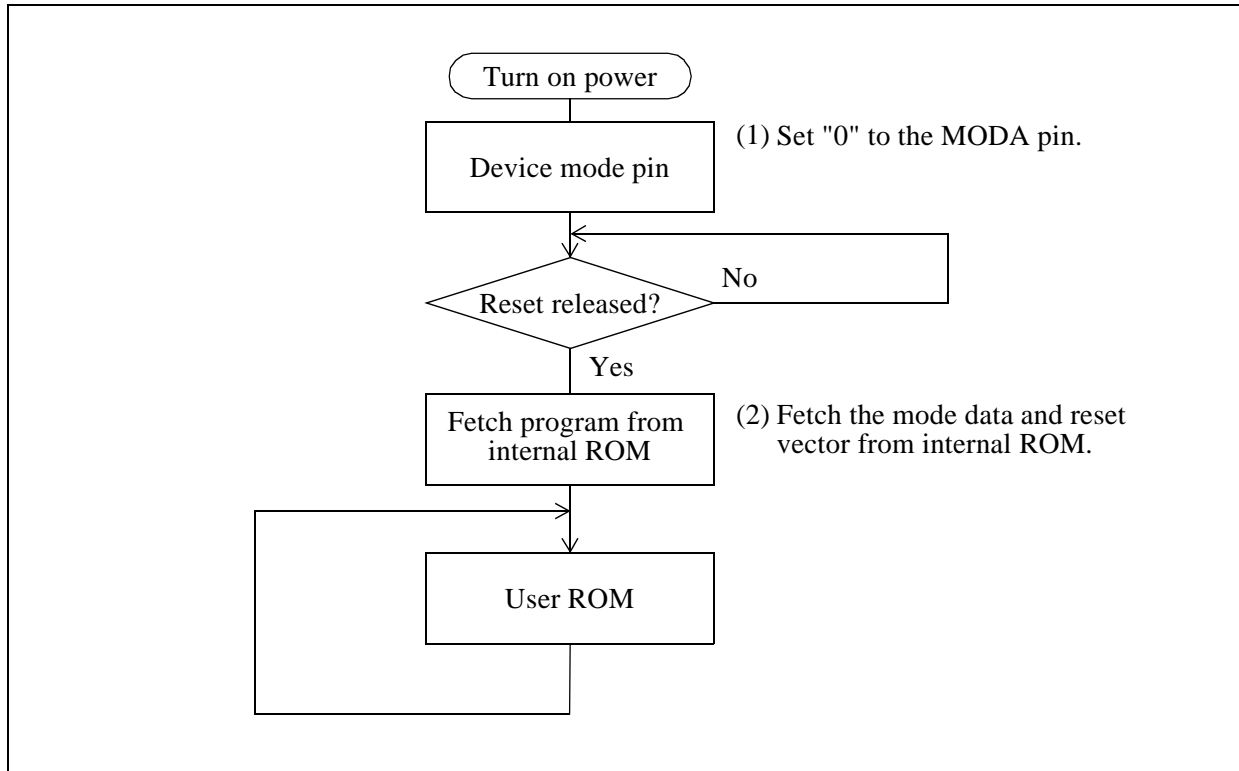 Turn on power
(1) Set "0" to the MODA pin.
Device mode pin
No
Reset released?
Yes
Fetch program from
internal ROM
(2) Fetch the mode data and reset
vector from internal ROM.
User ROM